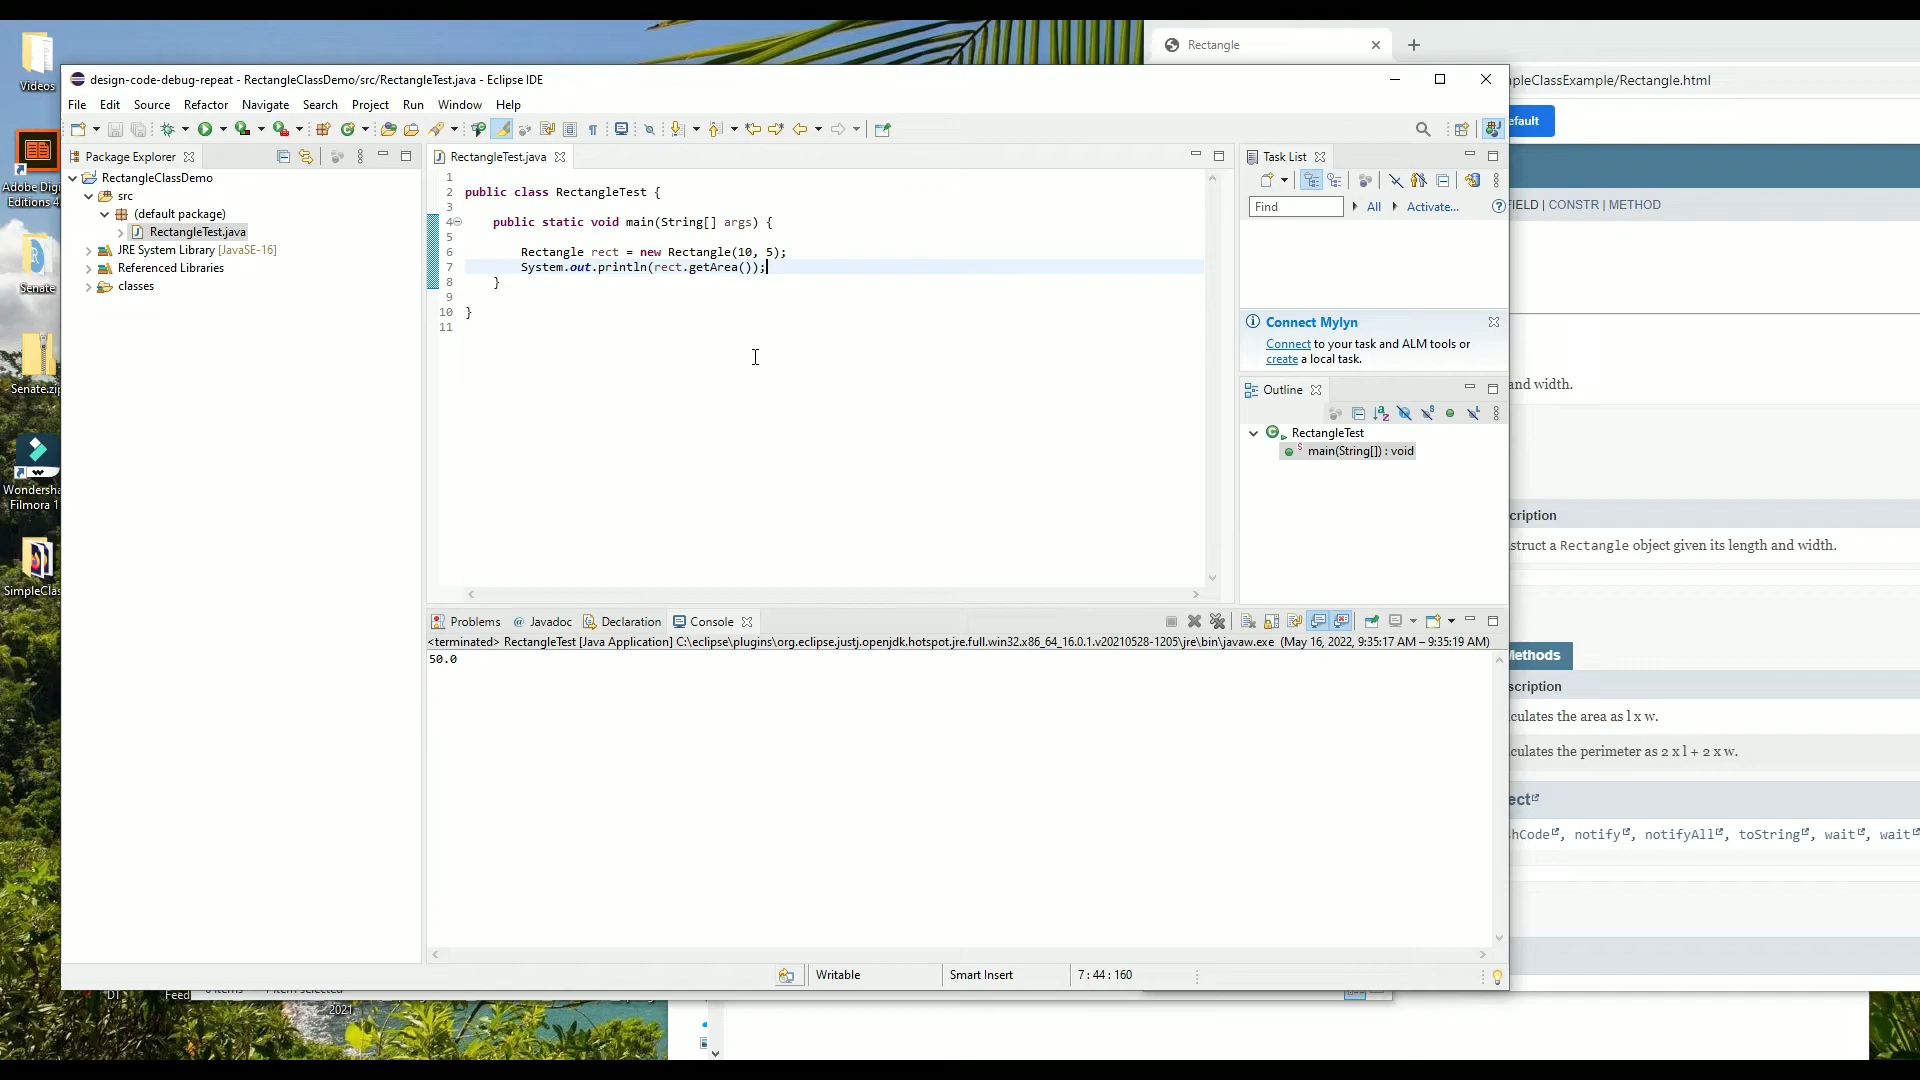 Videos
Adobe Digi
Editions 4
Senate
Senate.zip
Wondersha
Filmora 1
SimpleClas
Rectangle
design-code-debug-repeat - RectangleClassDemo/src/RectangleTest.java - Eclipse IDE
pleClassExample/Rectangle.html
File Edit Source Refactor Navigate Search Project Run Window Help
efault
Package Explorer
RectangleClassDemo
src
(default package)
RectangleTest.java
JRE System Library [JavaSE-16]
Referenced Libraries
classes
RectangleTest.java
1
2 public class RectangleTest {
3
4 public static void main(String[] args) {
5
6 Rectangle rect = new Rectangle(10, 5);
7 System.out.println(rect.getArea());
8 }
9
10 }
11
Task List
Find All Activate...
Connect Mylyn
Connect to your task and ALM tools or
create a local task.
Outline
RectangleTest
main(String[]) : void
Problems @ Javadoc Declaration Console
<terminated> RectangleTest [Java Application] C:\eclipse\plugins\org.eclipse.justj.openjdk.hotspot.jre.full.win32.x86_64_16.0.1.v20210528-1205\jre\bin\javaw.exe (May 16, 2022, 9:35:17 AM – 9:35:19 AM)
50.0
Writable Smart Insert 7 : 44 : 160
IELD | CONSTR | METHOD
and width.
cription
struct a Rectangle object given its length and width.
Methods
scription
culates the area as l x w.
culates the perimeter as 2 x l + 2 x w.
ect
hCode, notify, notifyAll, toString, wait, wait
DT
Feed
2021